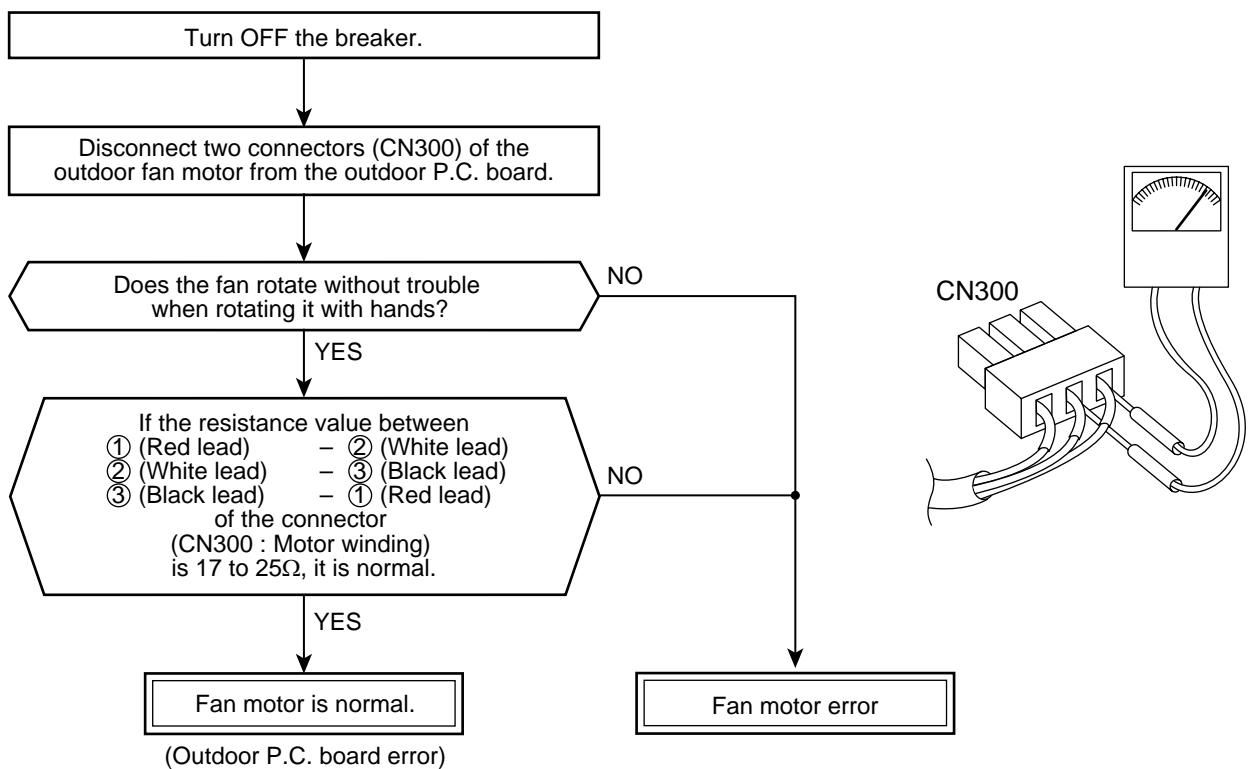 Turn OFF the breaker.
Disconnect two connectors (CN300) of the
outdoor fan motor from the outdoor P.C. board.
Does the fan rotate without trouble
when rotating it with hands?
NO
YES
If the resistance value between
① (Red lead) – ② (White lead)
② (White lead) – ③ (Black lead)
③ (Black lead) – ① (Red lead)
of the connector
(CN300 : Motor winding)
is 17 to 25Ω, it is normal.
NO
YES
Fan motor is normal.
(Outdoor P.C. board error)
Fan motor error
CN300